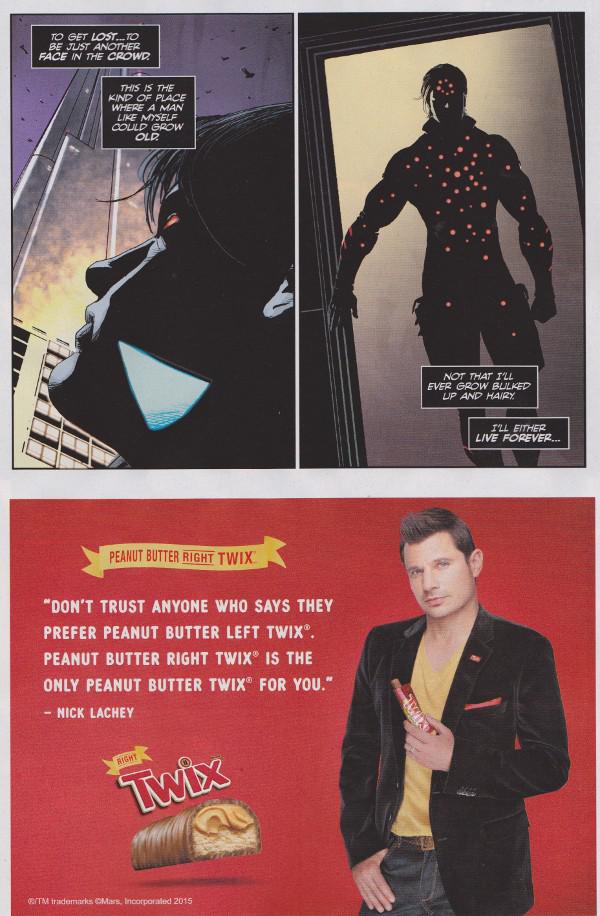 TO GET LOST...TO
BE JUST ANOTHER
FACE IN THE CROWD.
THIS IS THE
KIND OF PLACE
WHERE A MAN
LIKE MYSELF
COULD GROW
OLD.
NOT THAT I'LL
EVER GROW BULKED
UP AND HAIRY.
I'LL EITHER
LIVE FOREVER...
PEANUT BUTTER RIGHT TWIX™
"DON'T TRUST ANYONE WHO SAYS THEY
PREFER PEANUT BUTTER LEFT TWIX®.
PEANUT BUTTER RIGHT TWIX® IS THE
ONLY PEANUT BUTTER TWIX® FOR YOU."
– NICK LACHEY
RIGHT
TWIX®
TWIX
®/TM trademarks ©Mars, Incorporated 2015